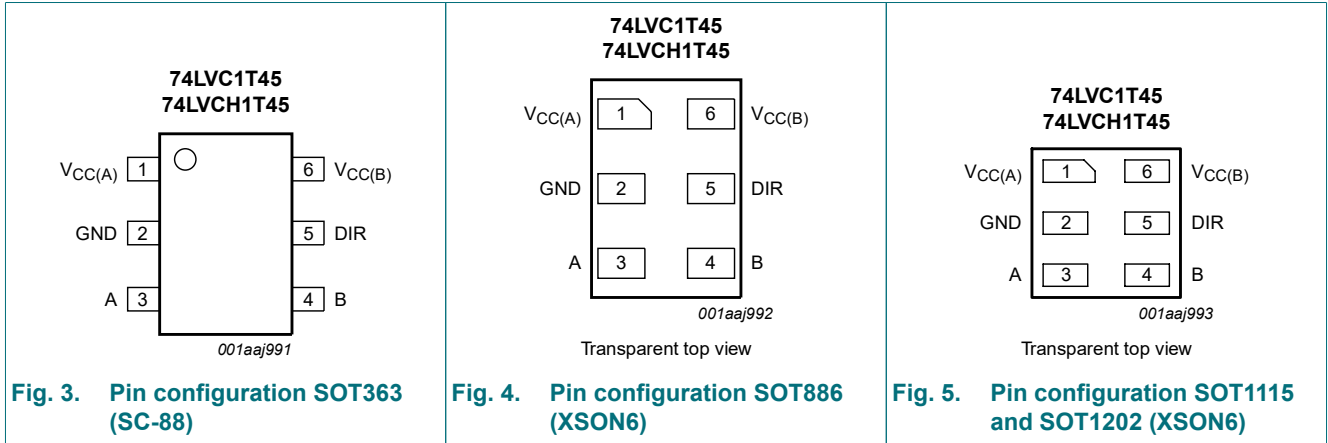 74LVC1T45
74LVCH1T45
VCC(A) 1 6 VCC(B)
GND 2 5 DIR
A 3 4 B
001aaj991
Fig. 3. Pin configuration SOT363
(SC-88)
74LVC1T45
74LVCH1T45
VCC(A) 1 6 VCC(B)
GND 2 5 DIR
A 3 4 B
001aaj992
Transparent top view
Fig. 4. Pin configuration SOT886
(XSON6)
74LVC1T45
74LVCH1T45
VCC(A) 1 6 VCC(B)
GND 2 5 DIR
A 3 4 B
001aaj993
Transparent top view
Fig. 5. Pin configuration SOT1115
and SOT1202 (XSON6)